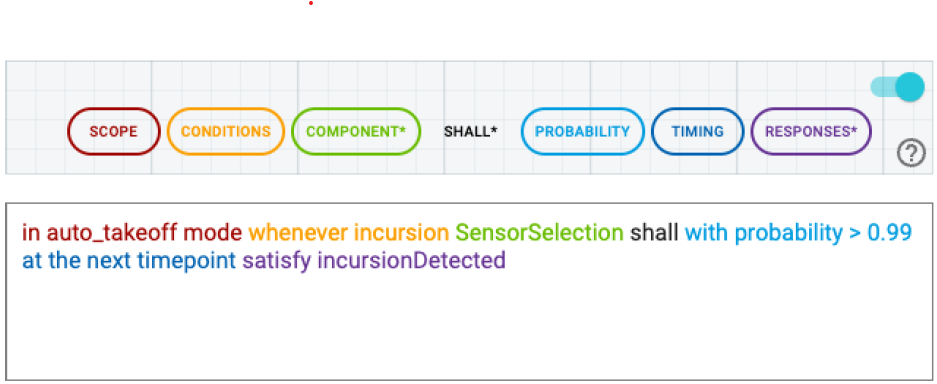 SCOPE CONDITIONS COMPONENT* SHALL* PROBABILITY TIMING RESPONSES*
?
in auto_takeoff mode whenever incursion SensorSelection shall with probability > 0.99
at the next timepoint satisfy incursionDetected